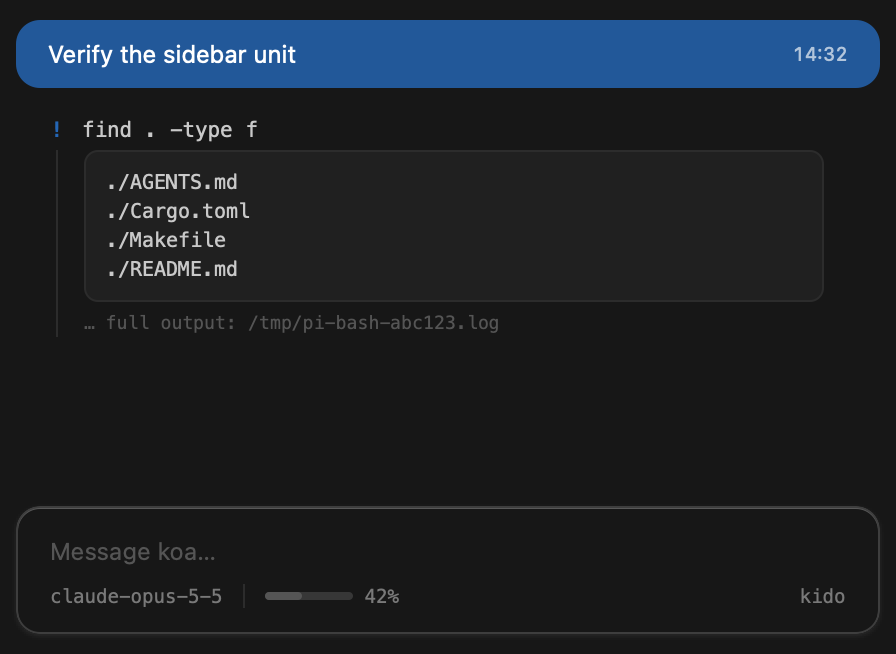 Verify the sidebar unit 14:32
! find . -type f
./AGENTS.md
./Cargo.toml
./Makefile
./README.md
… full output: /tmp/pi-bash-abc123.log
Message koa…
claude-opus-5-5 42% kido